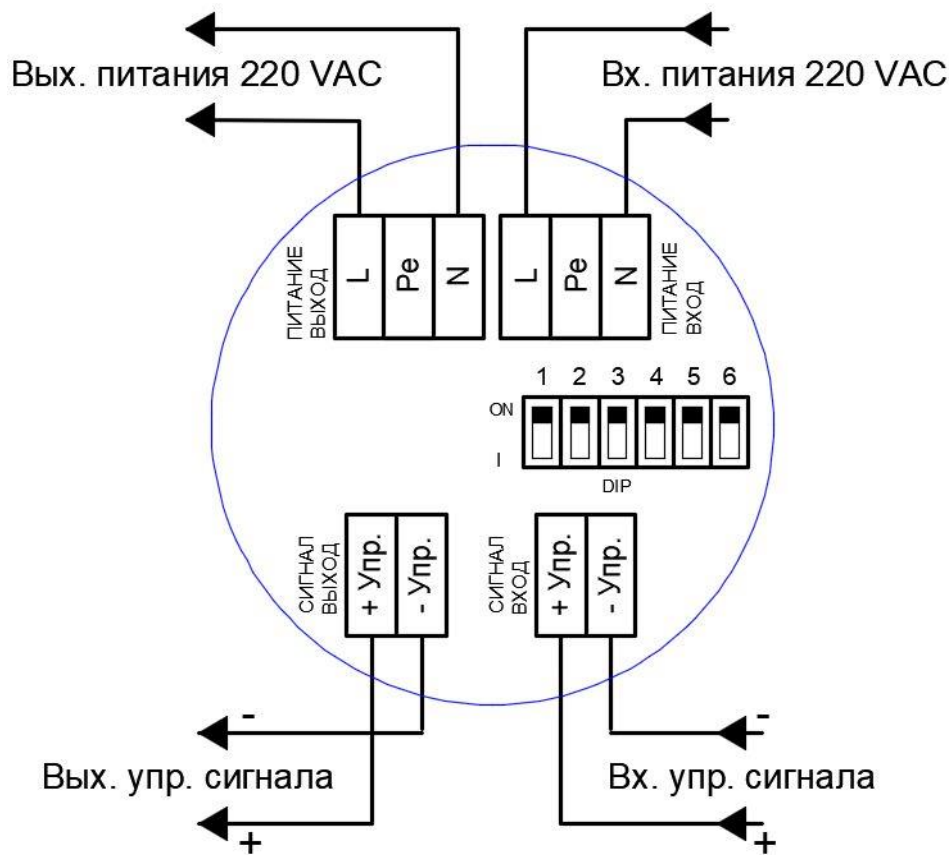 Вых. питания 220 VAC
Вх. питания 220 VAC
ПИТАНИЕ
ВЫХОД
L
Pe
N
L
Pe
N
ПИТАНИЕ
ВХОД
1 2 3 4 5 6
ON
I
DIP
СИГНАЛ
ВЫХОД
+ Упр.
- Упр.
СИГНАЛ
ВХОД
+ Упр.
- Упр.
-
-
Вых. упр. сигнала
Вх. упр. сигнала
+
+